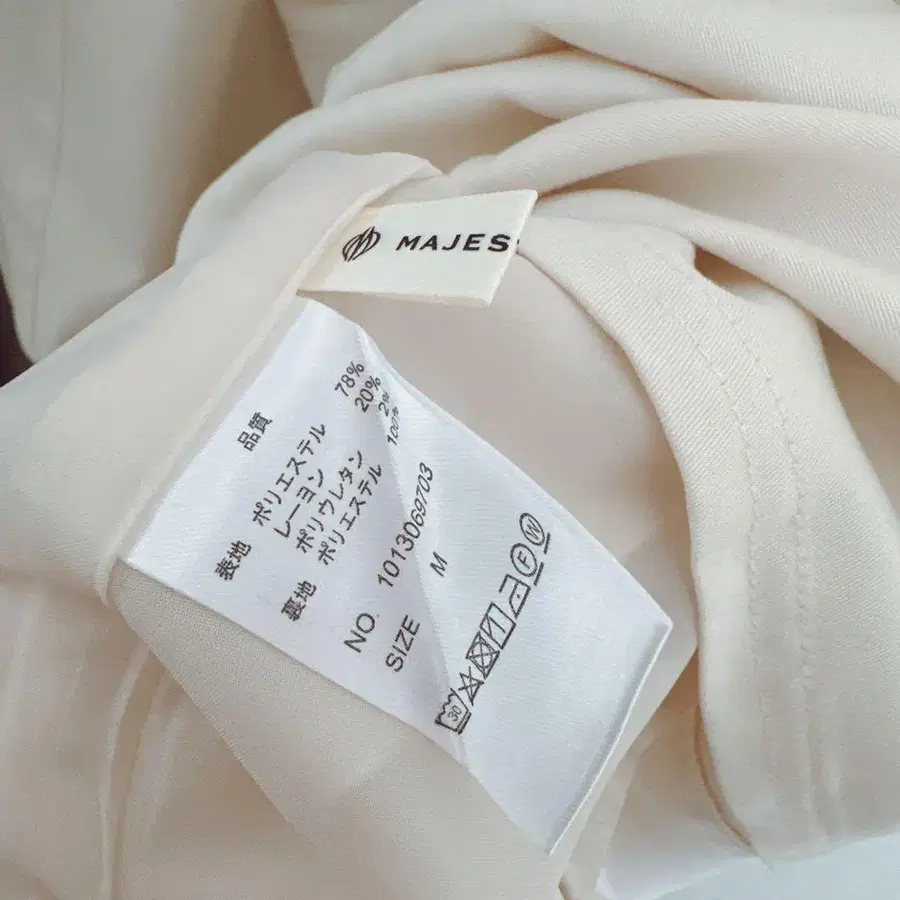 MAJES
品質
表地 ポリエステル 78%
レーヨン 20%
ポリウレタン 2%
裏地 ポリエステル 100%
NO 1013069703
SIZE M
30 F W